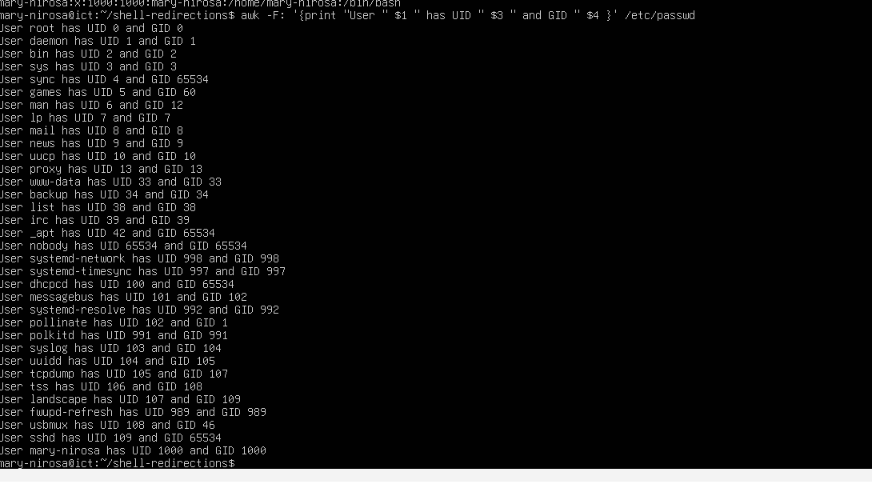 mary-nirosa:x:1000:1000:mary-nirosa:/home/mary-nirosa:/bin/bash
mary-nirosa@ict:~/shell-redirections$ awk -F: '{print "User " $1 " has UID " $3 " and GID " $4 }' /etc/passwd
User root has UID 0 and GID 0
User daemon has UID 1 and GID 1
User bin has UID 2 and GID 2
User sys has UID 3 and GID 3
User sync has UID 4 and GID 65534
User games has UID 5 and GID 60
User man has UID 6 and GID 12
User lp has UID 7 and GID 7
User mail has UID 8 and GID 8
User news has UID 9 and GID 9
User uucp has UID 10 and GID 10
User proxy has UID 13 and GID 13
User www-data has UID 33 and GID 33
User backup has UID 34 and GID 34
User list has UID 38 and GID 38
User irc has UID 39 and GID 39
User _apt has UID 42 and GID 65534
User nobody has UID 65534 and GID 65534
User systemd-network has UID 998 and GID 998
User systemd-timesync has UID 997 and GID 997
User dhcpcd has UID 100 and GID 65534
User messagebus has UID 101 and GID 102
User systemd-resolve has UID 992 and GID 992
User pollinate has UID 102 and GID 1
User polkitd has UID 991 and GID 991
User syslog has UID 103 and GID 104
User uuidd has UID 104 and GID 105
User tcpdump has UID 105 and GID 107
User tss has UID 106 and GID 108
User landscape has UID 107 and GID 109
User fwupd-refresh has UID 989 and GID 989
User usbmux has UID 108 and GID 46
User sshd has UID 109 and GID 65534
User mary-nirosa has UID 1000 and GID 1000
mary-nirosa@ict:~/shell-redirections$